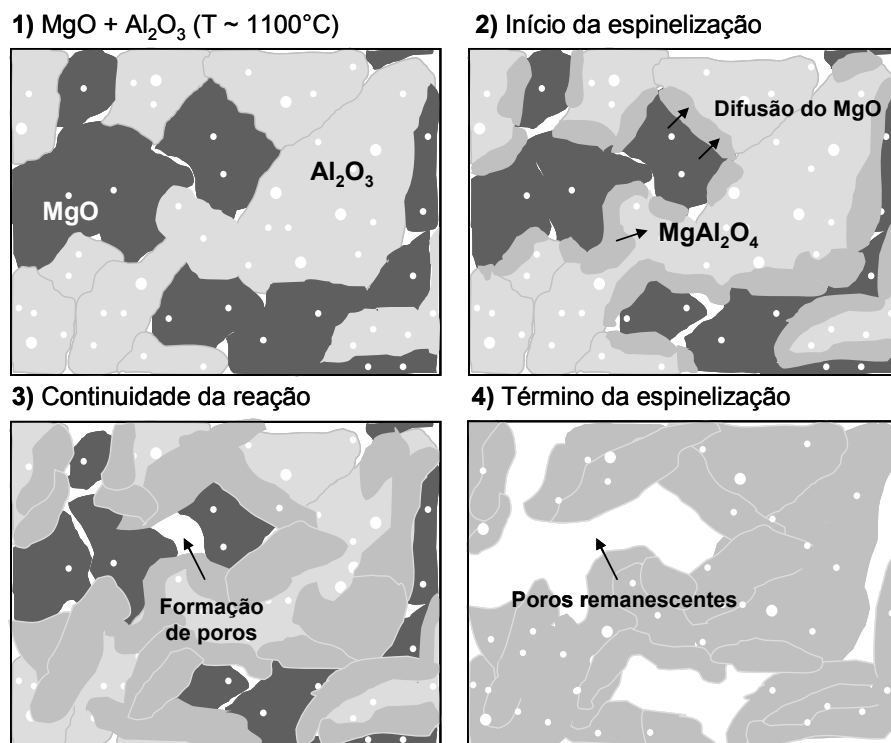 1) MgO + Al₂O₃ (T ~ 1100°C)
2) Início da espinelização
MgO
Al₂O₃
Difusão do MgO
MgAl₂O₄
3) Continuidade da reação
4) Término da espinelização
Formação
de poros
Poros remanescentes